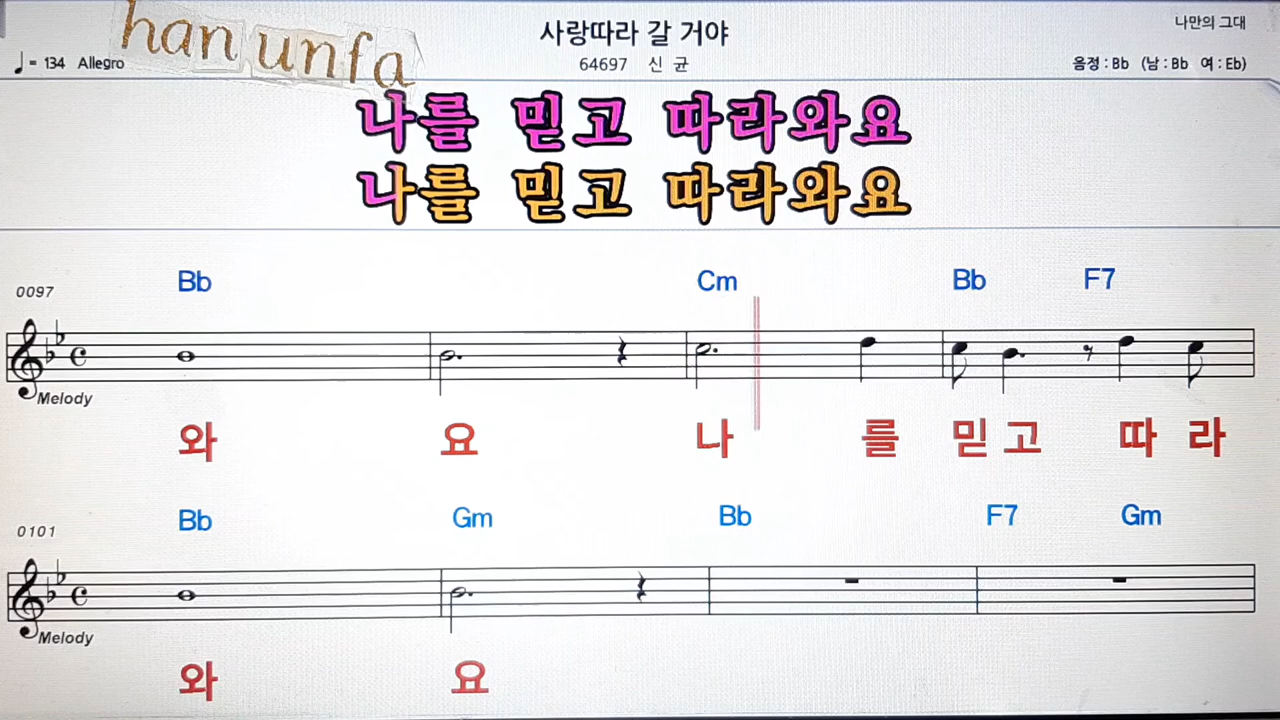 han unfa
사랑따라 갈 거야
나만의 그대
♩= 134 Allegro
64697 신 균
음정 : Bb (남 : Bb 여 : Eb)
나를 믿고 따라와요
나를 믿고 따라와요
0097
Bb Cm Bb F7
Melody
와 요 나 를 믿 고 따 라
0101
Bb Gm Bb F7 Gm
Melody
와 요